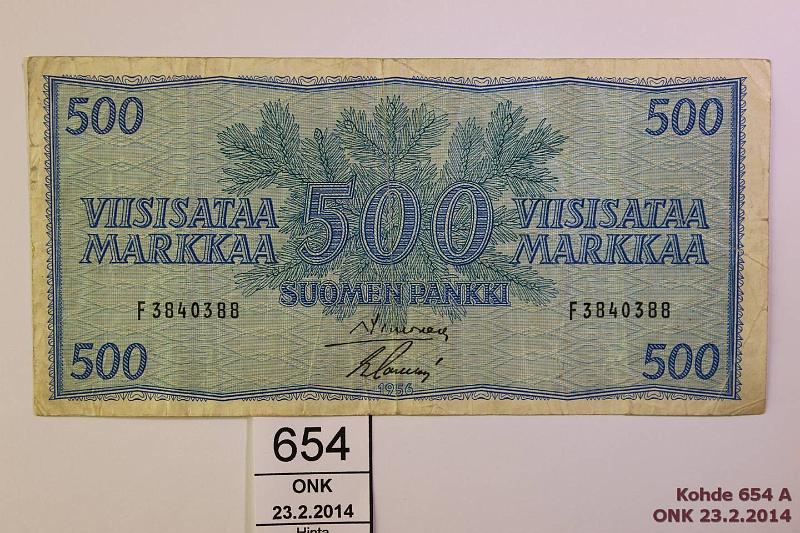 500 500
VIISISATAA 500 VIISISATAA
MARKKAA MARKKAA
SUOMEN PANKKI
F3840388 F3840388
500 500
1956
654
ONK
23.2.2014
Hinta
Kohde 654 A
ONK 23.2.2014